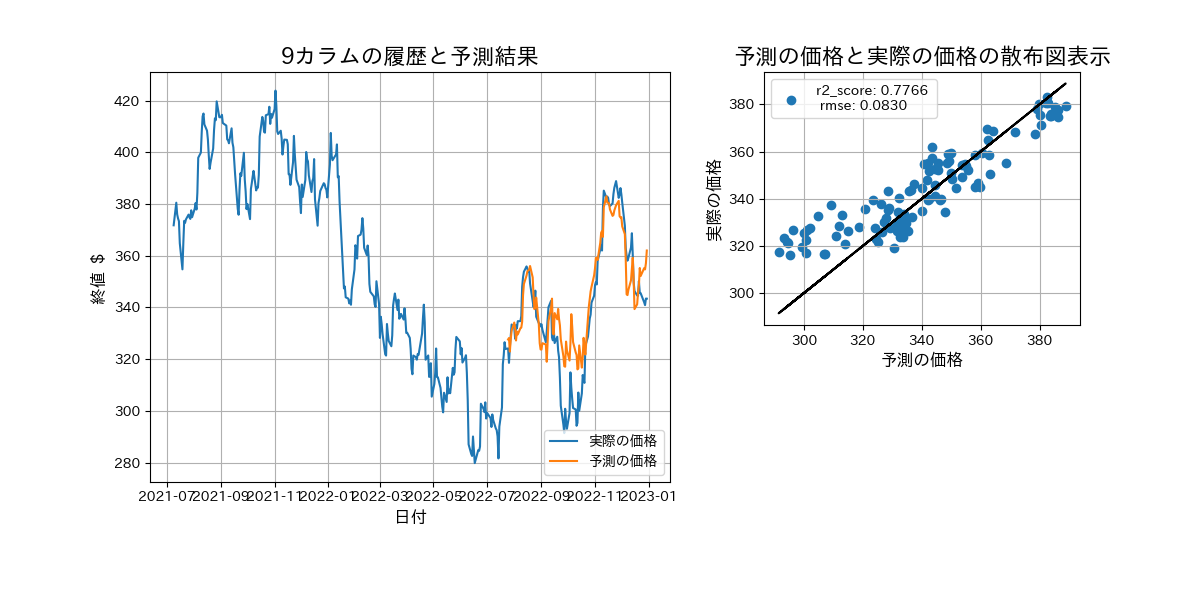 9カラムの履歴と予測結果
終値 $
420
400
380
360
340
320
300
280
実際の価格
予測の価格
2021-07
2021-09
2021-11
2022-01
2022-03
2022-05
2022-07
2022-09
2022-11
2023-01
日付
予測の価格と実際の価格の散布図表示
実際の価格
r2_score: 0.7766
rmse: 0.0830
380
360
340
320
300
300
320
340
360
380
予測の価格